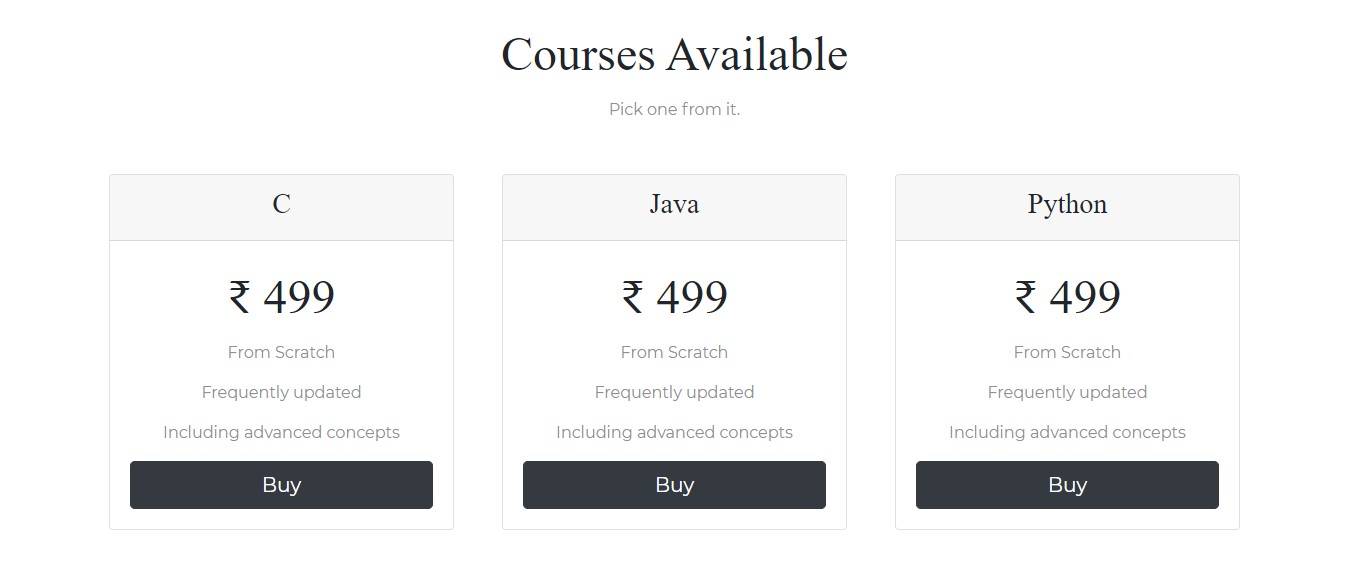 Courses Available
Pick one from it.
C
₹ 499
From Scratch
Frequently updated
Including advanced concepts
Buy
Java
₹ 499
From Scratch
Frequently updated
Including advanced concepts
Buy
Python
₹ 499
From Scratch
Frequently updated
Including advanced concepts
Buy